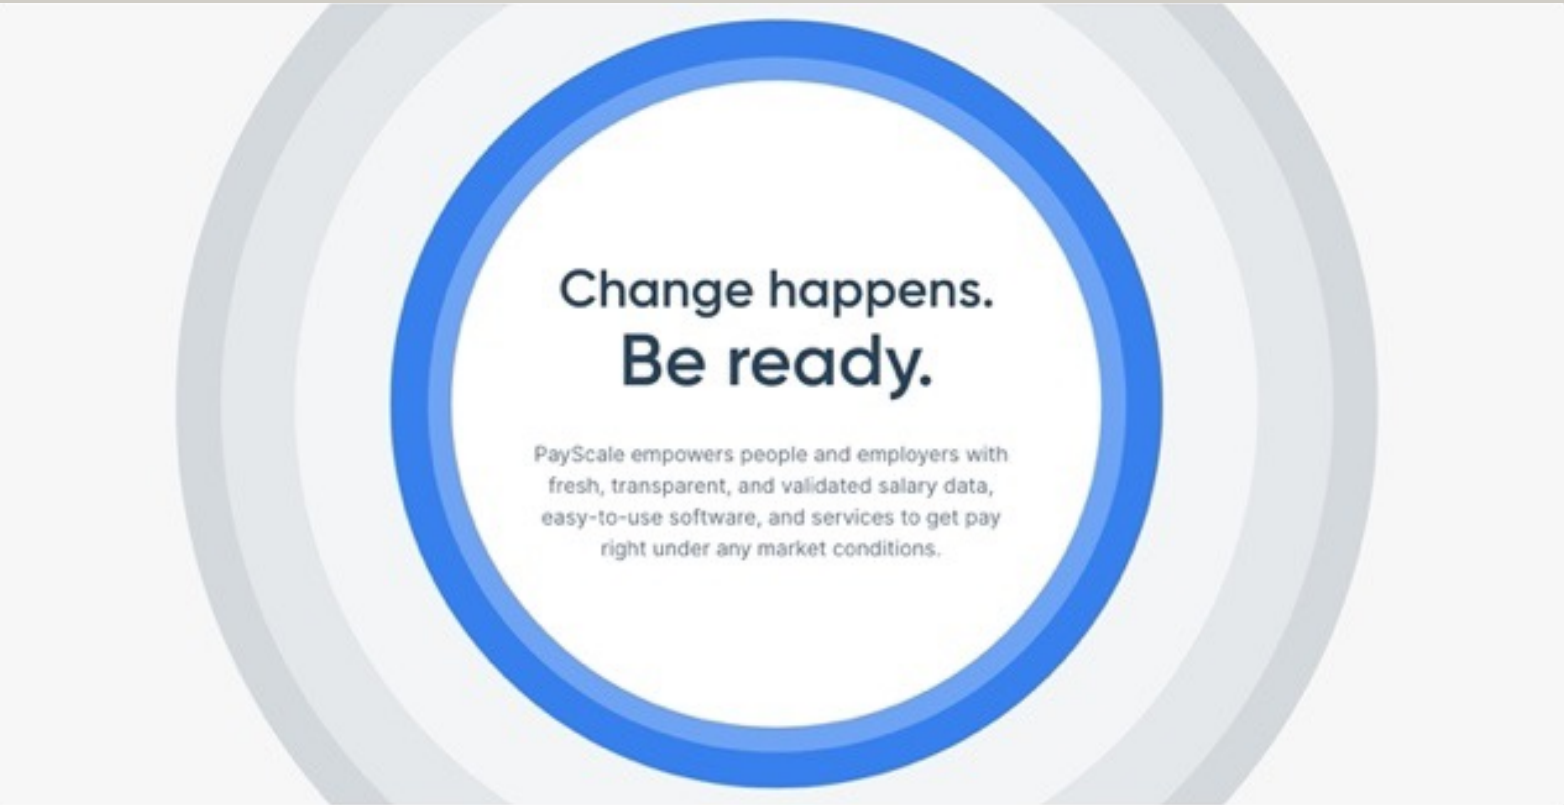 Change happens.
Be ready.
PayScale empowers people and employers with
fresh, transparent, and validated salary data,
easy-to-use software, and services to get pay
right under any market conditions.